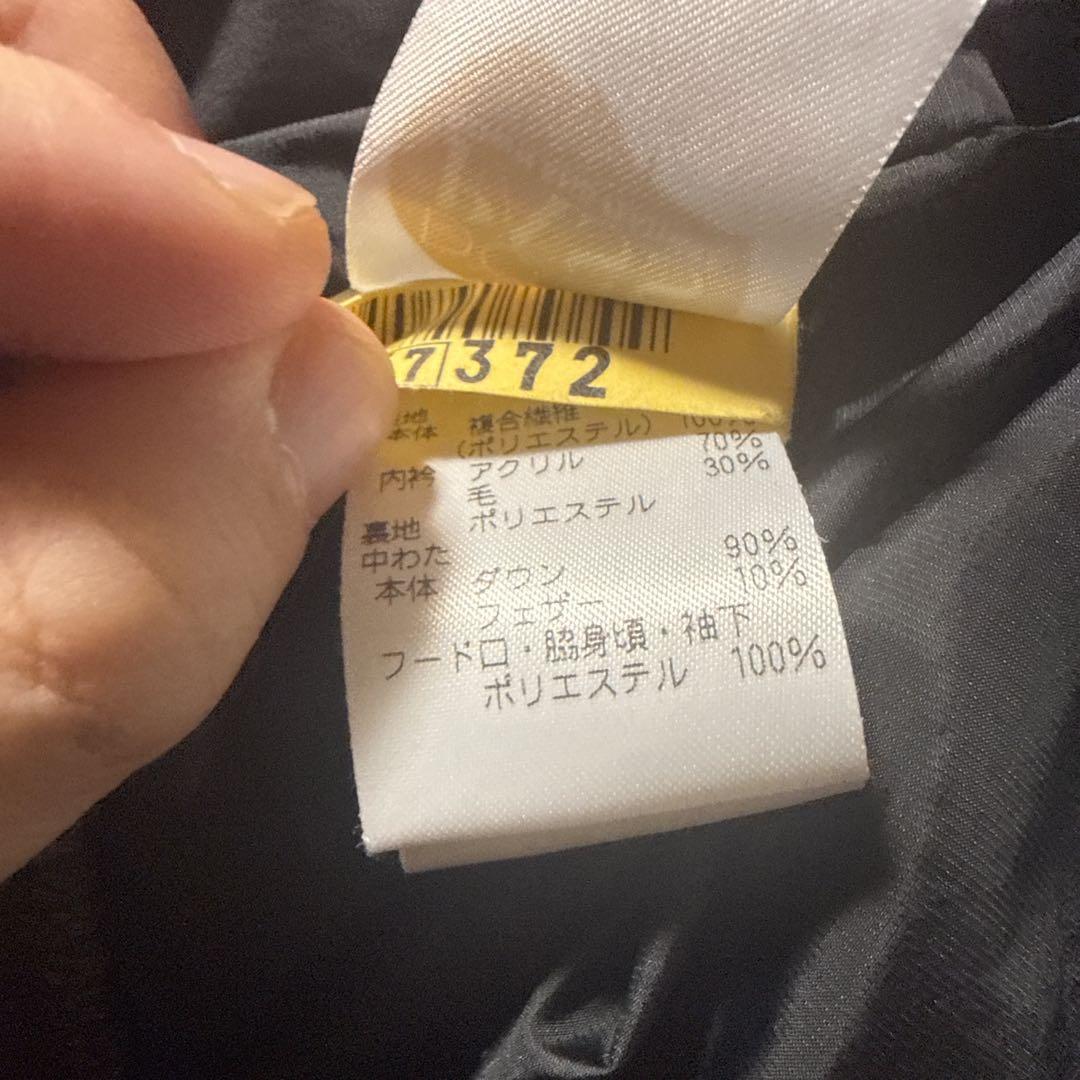 7372
本体 複合繊維
(ポリエステル) 100%
内衿 アクリル 70%
毛 30%
裏地 ポリエステル
中わた
本体 ダウン 90%
フェザー 10%
フード口・脇身頃・袖下
ポリエステル 100%